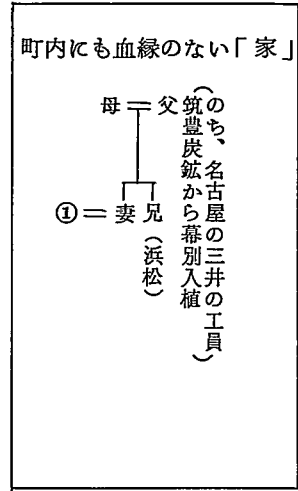 町内にも血縁のない「家」
母＝父
筑豊炭鉱から幕別入植
(のち、名古屋の三井の工員)
①＝妻
兄(浜松)